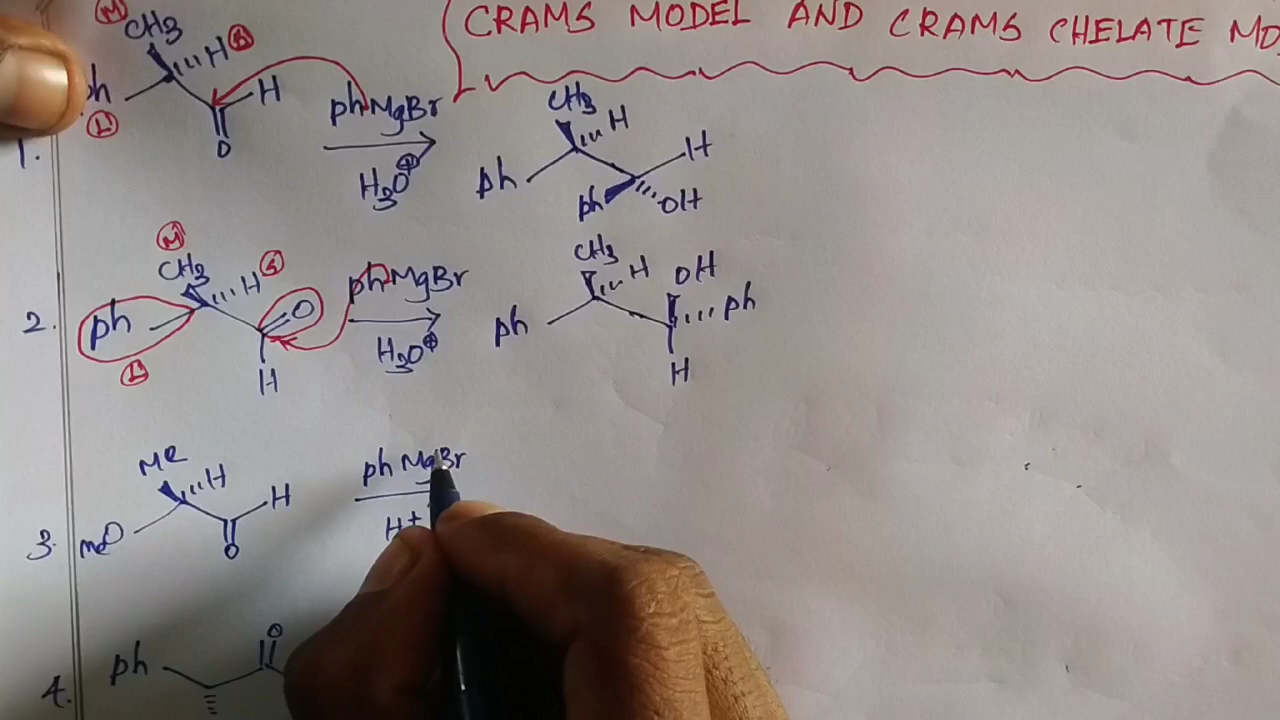 CRAMS MODEL AND CRAMS CHELATE MO
M
CH3
H S
ph
L
H
O
1.
phMgBr
H3O⊕
CH3
H
ph
H
ph
OH
M
CH3
H S
2.
ph
O
L
H
phMgBr
H3O⊕
CH3
H
OH
ph
ph
H
Me
H
H
3.
meO
O
ph MgBr
H+
4.
ph
O